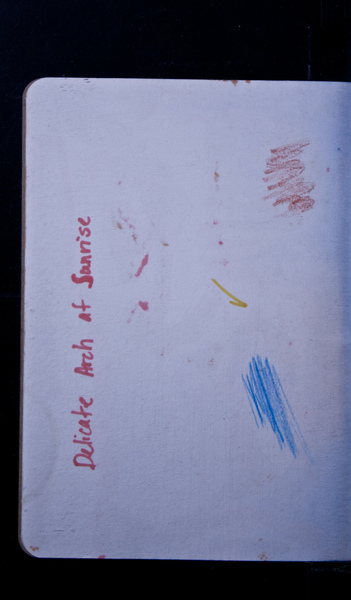 Delicate Arch at Sunrise